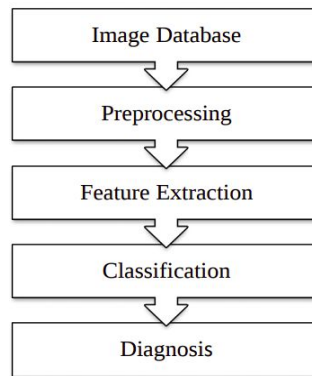 Image Database
Preprocessing
Feature Extraction
Classification
Diagnosis